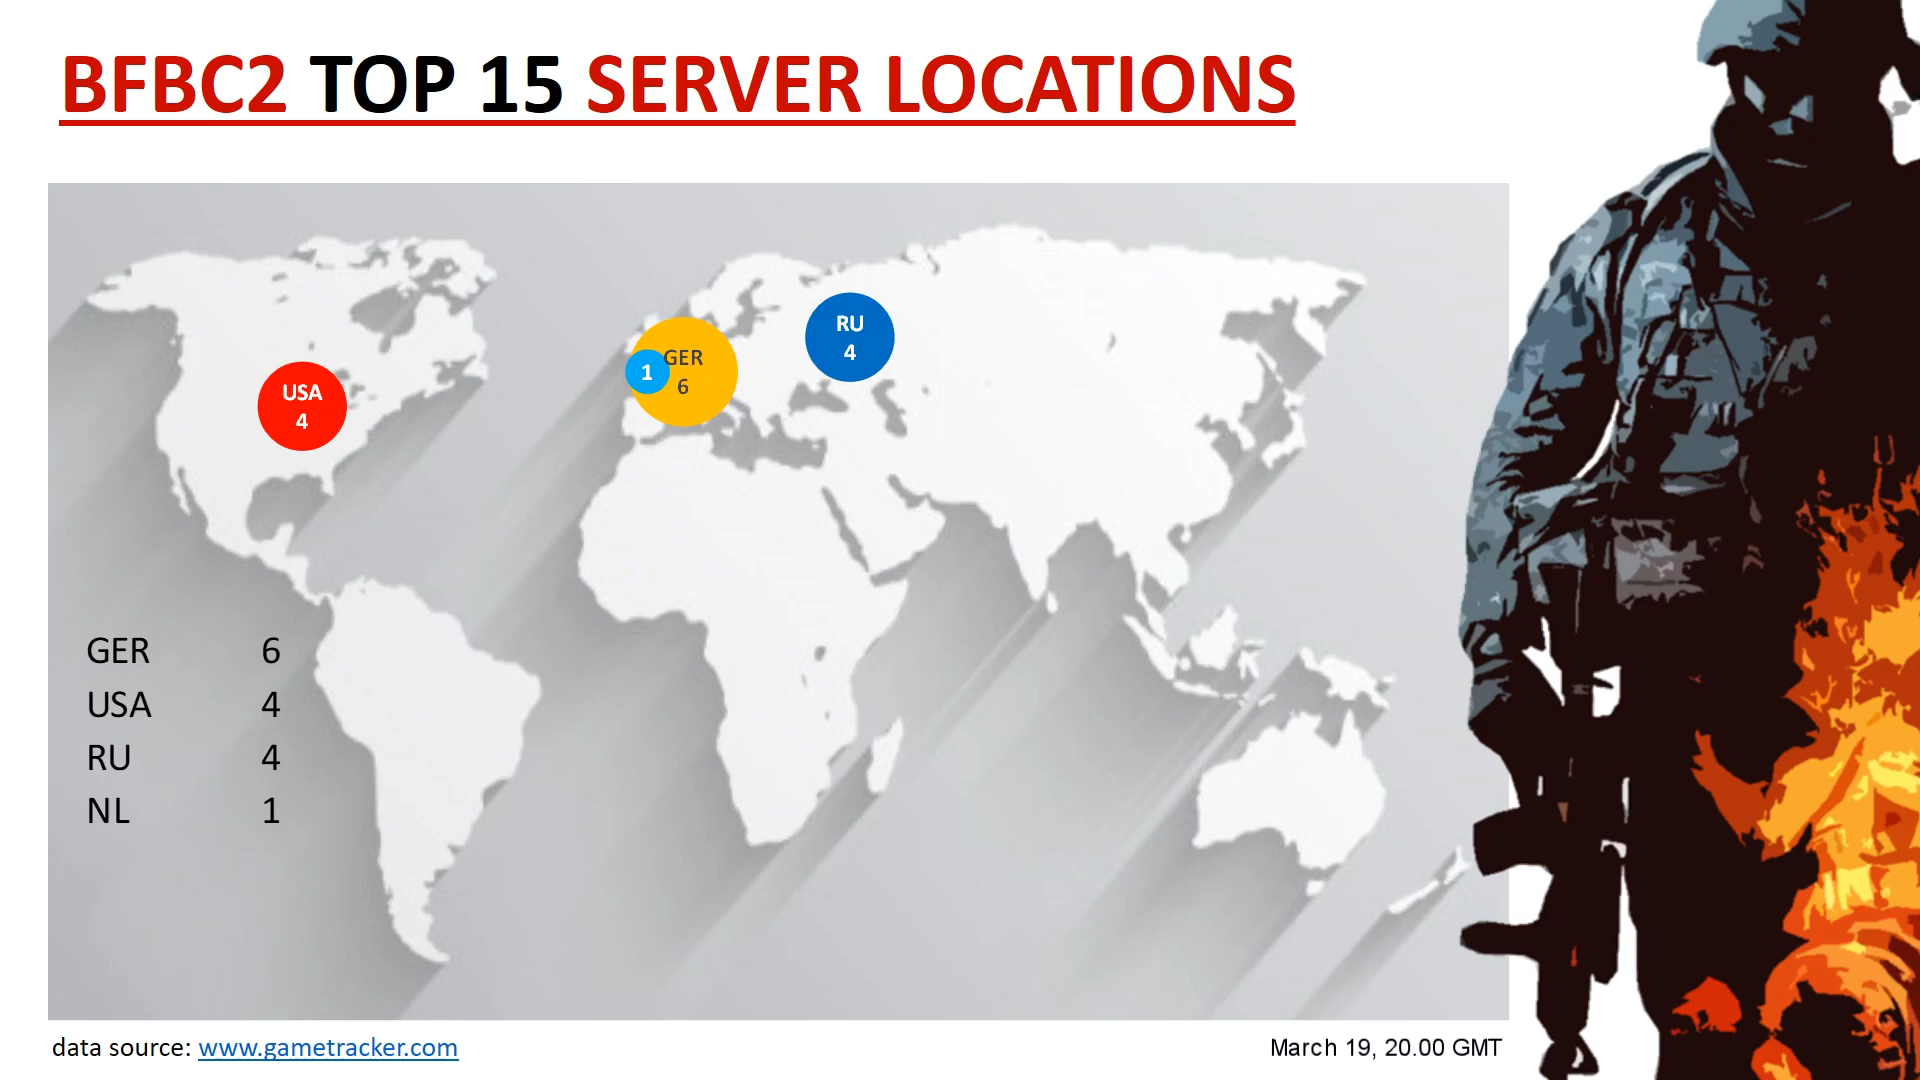 BFBC2 TOP 15 SERVER LOCATIONS
USA
4
1
GER
6
RU
4
GER 6
USA 4
RU 4
NL 1
data source: www.gametracker.com
March 19, 20.00 GMT